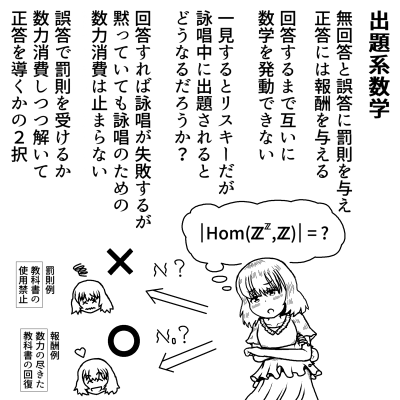 出題系数学
無回答と誤答に罰則を与え
正答には報酬を与える
回答するまで互いに
数学を発動できない
一見するとリスキーだが
詠唱中に出題されると
どうなるだろうか？
回答すれば詠唱が失敗するが
黙っていても詠唱のための
数力消費は止まらない
誤答で罰則を受けるか
数力消費しつつ解いて
正答を導くかの２択
|Hom(ℤ^ℤ,ℤ)| = ?
×
ℵ?
罰則例
教科書の
使用禁止
○
ℵ₀?
報酬例
数力の尽きた
教科書の回復